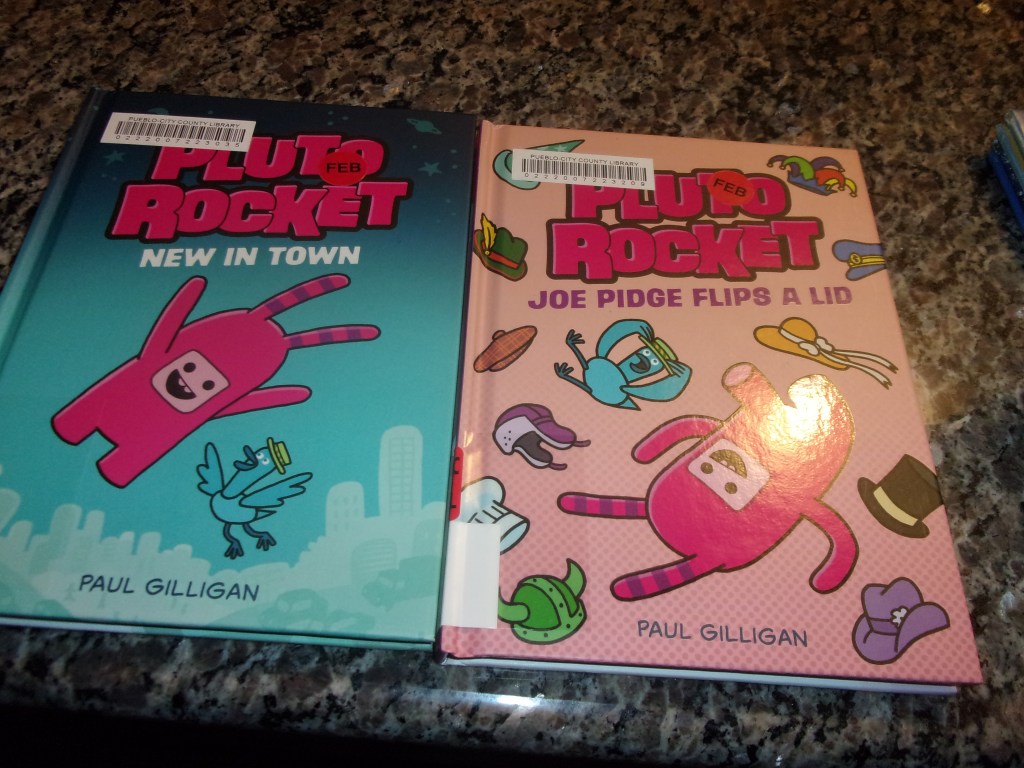 PUEBLO-CITY COUNTY LIBRARY
PLUTO
FEB
ROCKET
NEW IN TOWN
PAUL GILLIGAN
PUEBLO-CITY COUNTY LIBRARY
PLUTO
FEB
ROCKET
JOE PIDGE FLIPS A LID
PAUL GILLIGAN